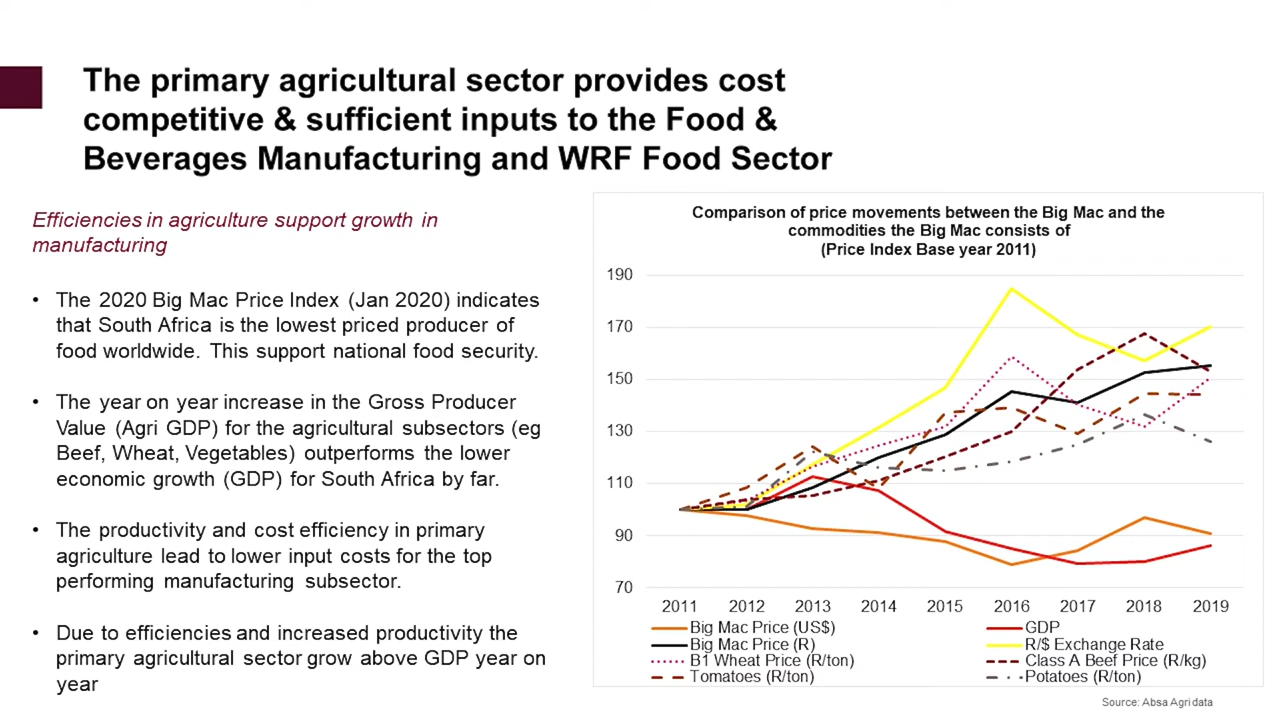 The primary agricultural sector provides cost
competitive & sufficient inputs to the Food &
Beverages Manufacturing and WRF Food Sector
Efficiencies in agriculture support growth in
manufacturing
• The 2020 Big Mac Price Index (Jan 2020) indicates
that South Africa is the lowest priced producer of
food worldwide. This support national food security.
• The year on year increase in the Gross Producer
Value (Agri GDP) for the agricultural subsectors (eg
Beef, Wheat, Vegetables) outperforms the lower
economic growth (GDP) for South Africa by far.
• The productivity and cost efficiency in primary
agriculture lead to lower input costs for the top
performing manufacturing subsector.
• Due to efficiencies and increased productivity the
primary agricultural sector grow above GDP year on
year
Comparison of price movements between the Big Mac and the
commodities the Big Mac consists of
(Price Index Base year 2011)
190
170
150
130
110
90
70
2011 2012 2013 2014 2015 2016 2017 2018 2019
Big Mac Price (US$) GDP
Big Mac Price (R) R/$ Exchange Rate
B1 Wheat Price (R/ton) Class A Beef Price (R/kg)
Tomatoes (R/ton) Potatoes (R/ton)
Source: Absa Agri data